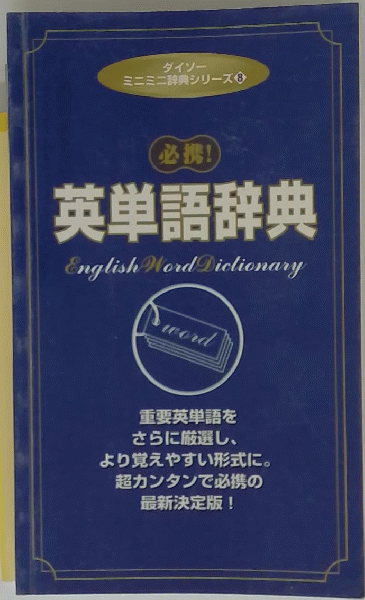 ダイソー
ミニミニ辞典シリーズ8
必携!
英単語辞典
English Word Dictionary
word
重要英単語を
さらに厳選し、
より覚えやすい形式に。
超カンタンで必携の
最新決定版!